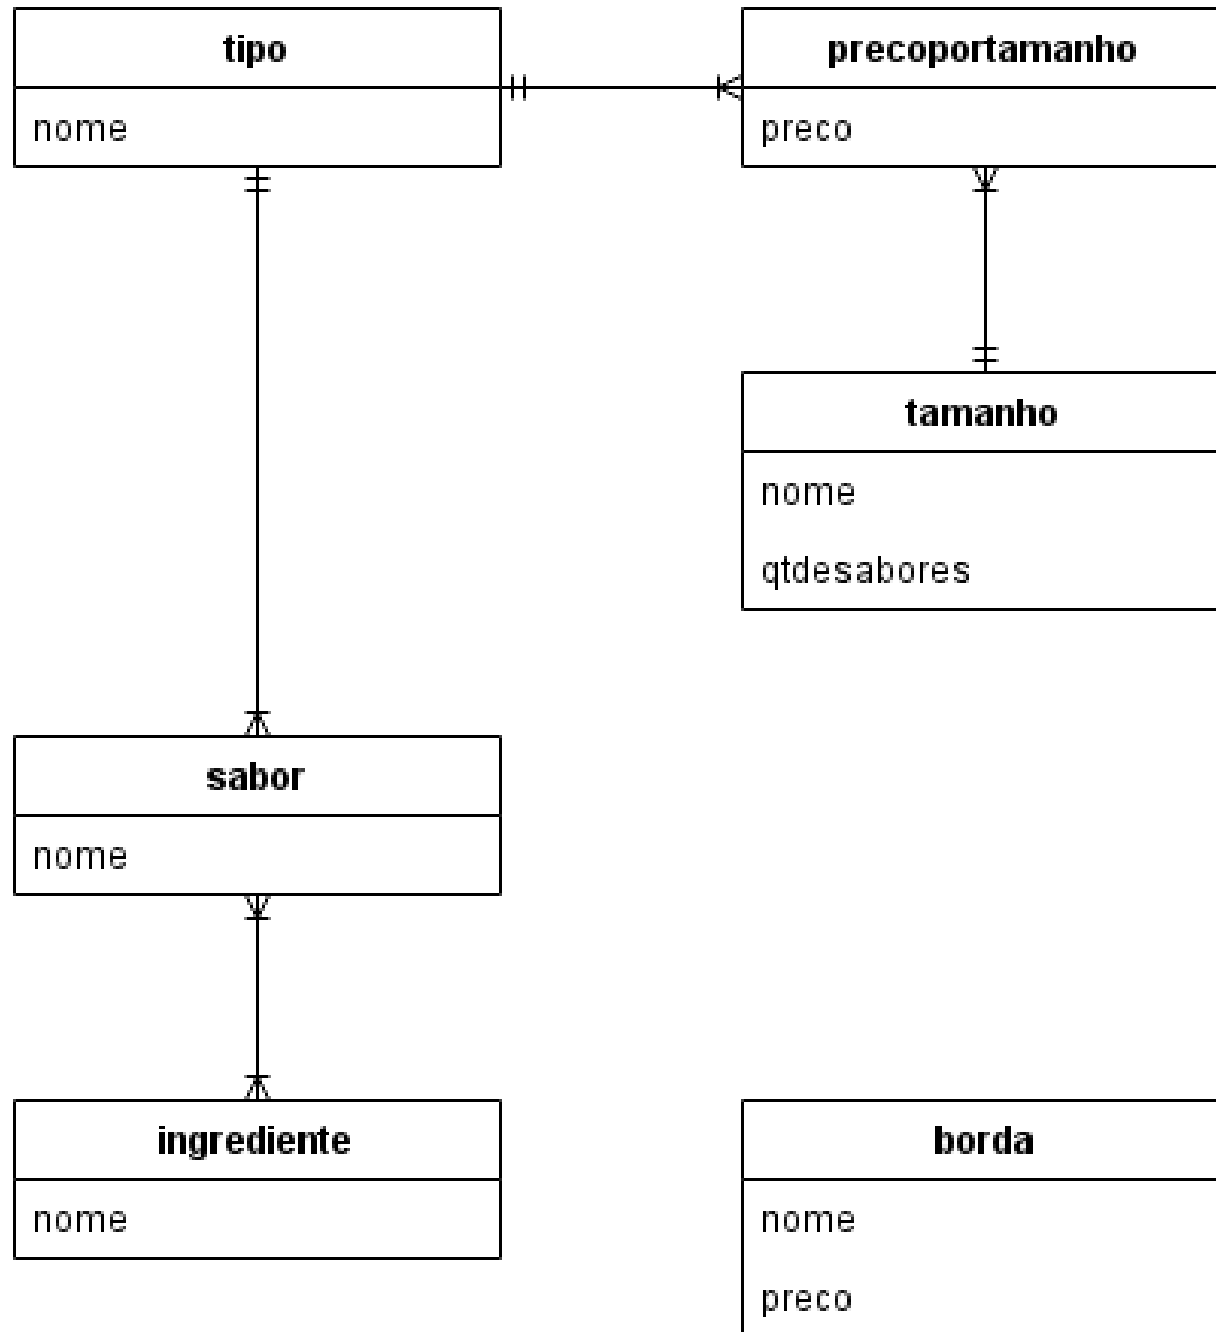 tipo
nome
precoportamanho
preco
tamanho
nome
qtdesabores
sabor
nome
ingrediente
nome
borda
nome
preco